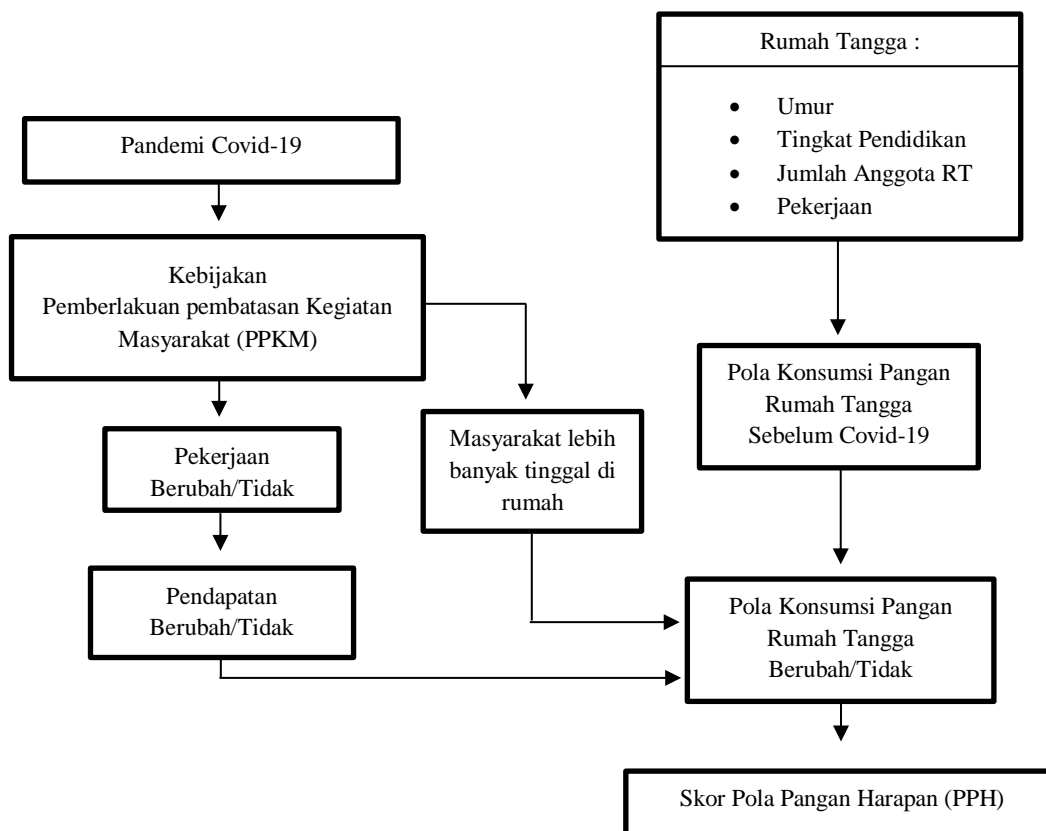 Rumah Tangga :
• Umur
• Tingkat Pendidikan
• Jumlah Anggota RT
• Pekerjaan
Pandemi Covid-19
Kebijakan
Pemberlakuan pembatasan Kegiatan
Masyarakat (PPKM)
Pekerjaan
Berubah/Tidak
Masyarakat lebih
banyak tinggal di
rumah
Pola Konsumsi Pangan
Rumah Tangga
Sebelum Covid-19
Pendapatan
Berubah/Tidak
Pola Konsumsi Pangan
Rumah Tangga
Berubah/Tidak
Skor Pola Pangan Harapan (PPH)